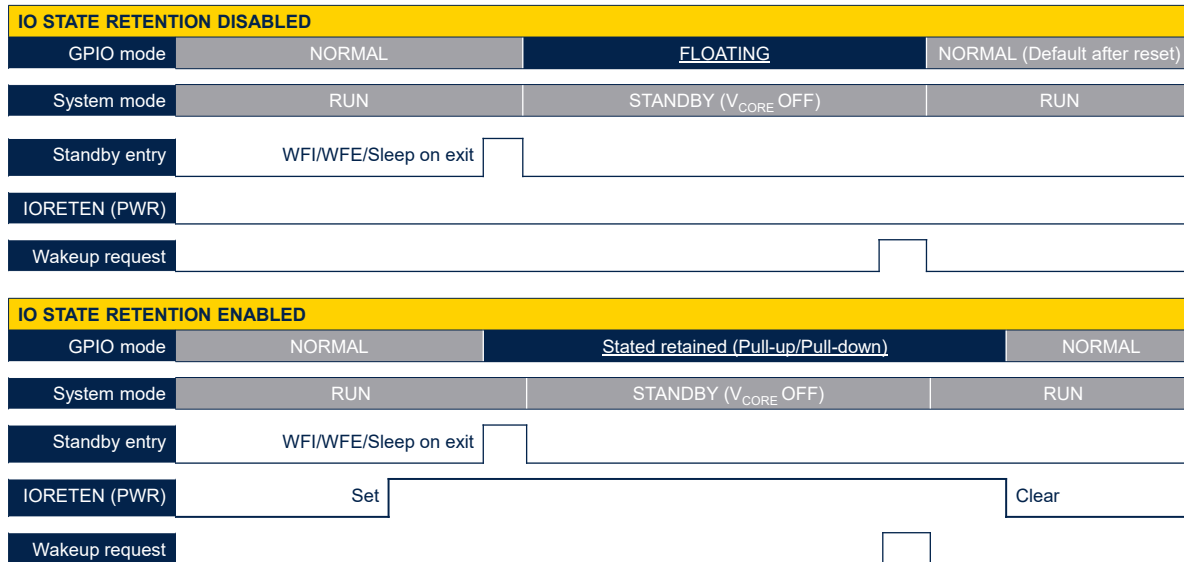 IO STATE RETENTION DISABLED
GPIO mode NORMAL FLOATING NORMAL (Default after reset)
System mode RUN STANDBY (VCORE OFF) RUN
Standby entry WFI/WFE/Sleep on exit
IORETEN (PWR)
Wakeup request
IO STATE RETENTION ENABLED
GPIO mode NORMAL Stated retained (Pull-up/Pull-down) NORMAL
System mode RUN STANDBY (VCORE OFF) RUN
Standby entry WFI/WFE/Sleep on exit
IORETEN (PWR) Set Clear
Wakeup request